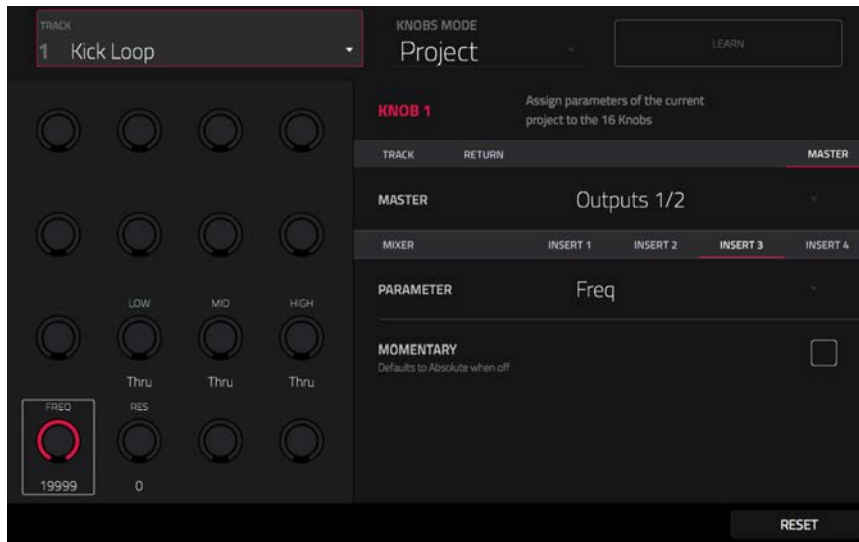 TRACK
1 Kick Loop
KNOBS MODE
Project
LEARN
KNOB 1
Assign parameters of the current
project to the 16 Knobs
TRACK RETURN MASTER
MASTER Outputs 1/2
MIXER INSERT 1 INSERT 2 INSERT 3 INSERT 4
PARAMETER Freq
MOMENTARY
Defaults to Absolute when off
LOW MID HIGH
Thru Thru Thru
FREQ RES
19999 0
RESET